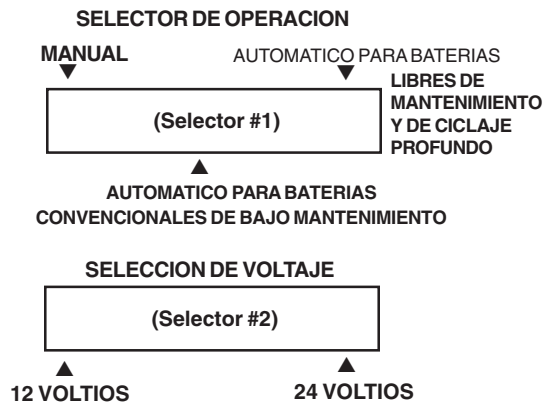 SELECTOR DE OPERACION
MANUAL
AUTOMATICO PARA BATERIAS
LIBRES DE
MANTENIMIENTO
Y DE CICLAJE
PROFUNDO
(Selector #1)
AUTOMATICO PARA BATERIAS
CONVENCIONALES DE BAJO MANTENIMIENTO
SELECCION DE VOLTAJE
(Selector #2)
12 VOLTIOS
24 VOLTIOS